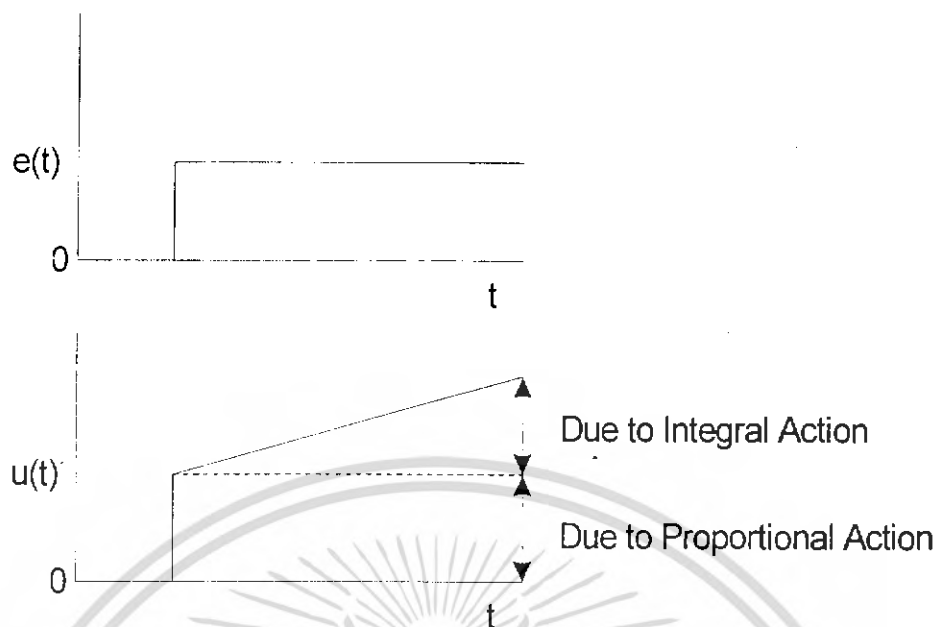 e(t)
0
t
Due to Integral Action
u(t)
Due to Proportional Action
0
t